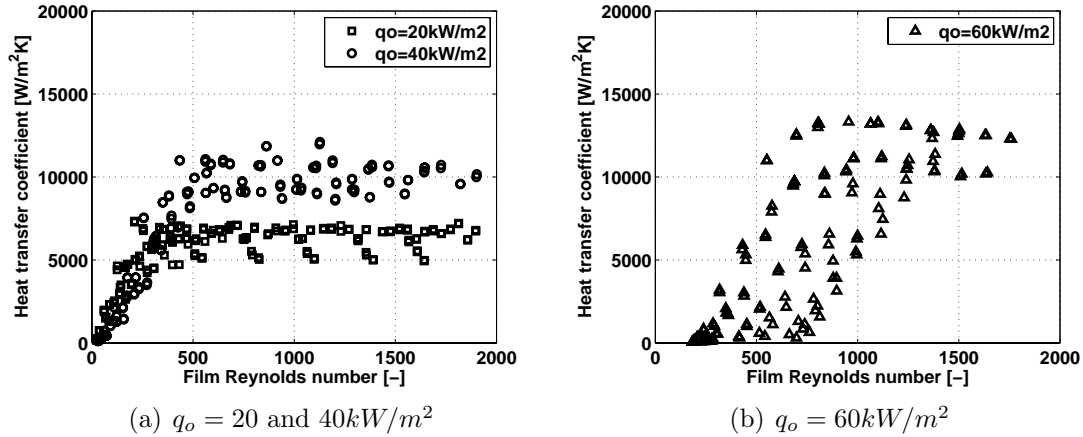 Heat transfer coefficient [W/m²K]
15000
10000
5000
0
20000
qo=20kW/m2
qo=40kW/m2
0
500
1000
1500
2000
Film Reynolds number [−]
(a) q_o = 20 and 40kW/m²
Heat transfer coefficient [W/m²K]
20000
15000
10000
5000
0
qo=60kW/m2
0
500
1000
1500
2000
Film Reynolds number [−]
(b) q_o = 60kW/m²